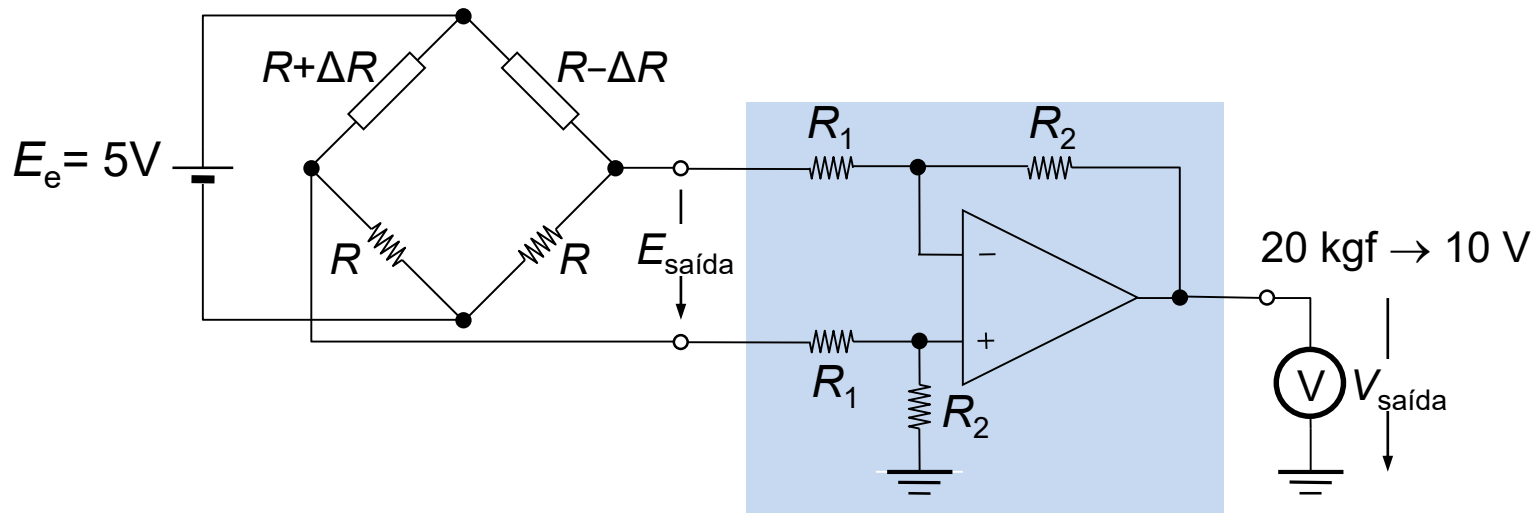 R+ΔR
R−ΔR
Eₑ= 5V
R
R
Esaída
R₁
R₂
−
+
R₁
R₂
20 kgf → 10 V
V
Vsaída